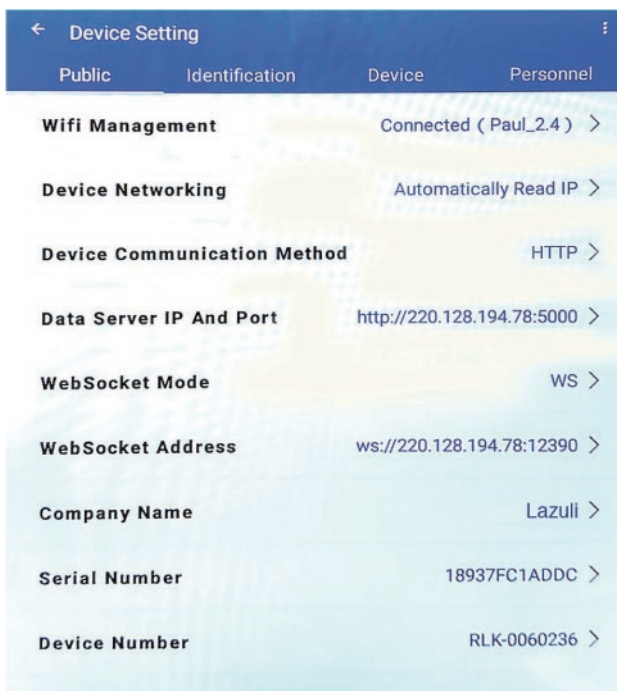 Device Setting
Public Identification Device Personnel
Wifi Management Connected ( Paul_2.4 )
Device Networking Automatically Read IP
Device Communication Method HTTP
Data Server IP And Port http://220.128.194.78:5000
WebSocket Mode WS
WebSocket Address ws://220.128.194.78:12390
Company Name Lazuli
Serial Number 18937FC1ADDC
Device Number RLK-0060236